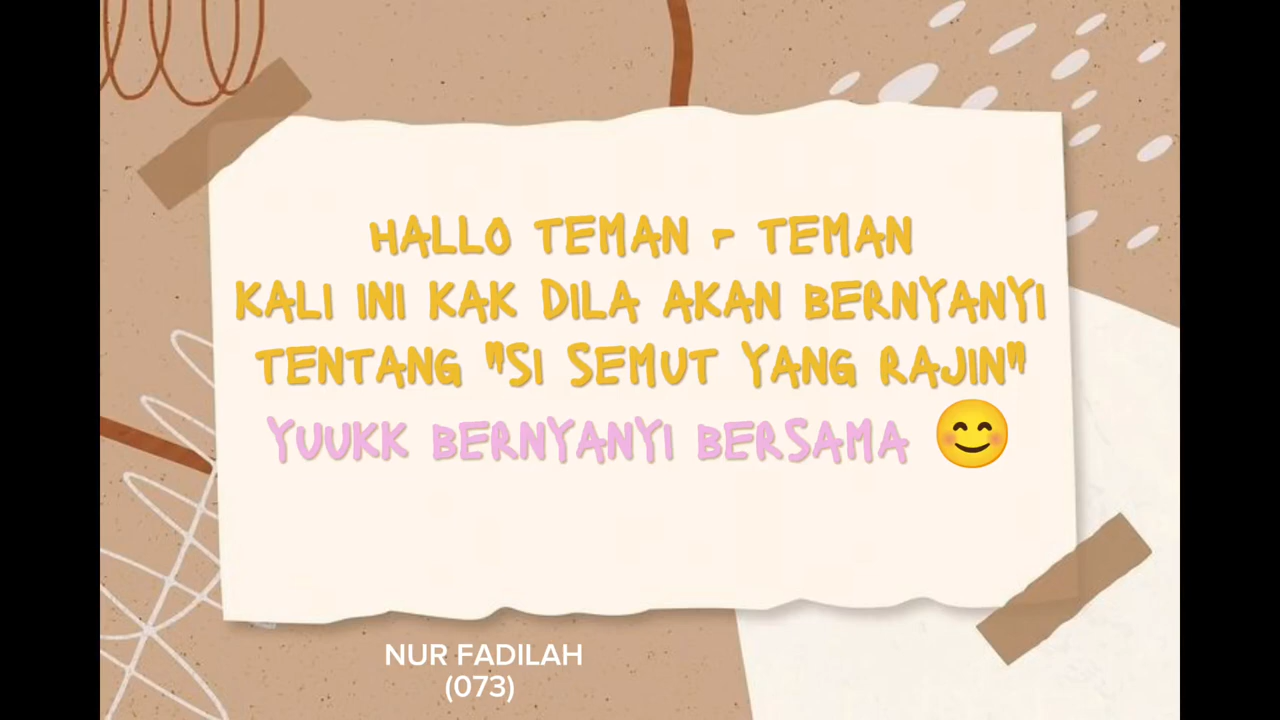 HALLO TEMAN - TEMAN
KALI INI KAK DILA AKAN BERNYANYI
TENTANG "SI SEMUT YANG RAJIN"
YUUKK BERNYANYI BERSAMA 😊
NUR FADILAH
(073)